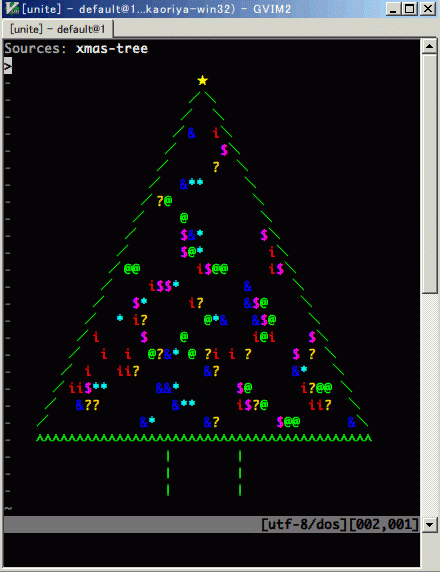 [unite] - default@1...kaoriya-win32) - GVIM2
[unite] - default@1
Sources: xmas-tree
>
★
& i
$
?
&**
?@
@
$&* $
$@* i
@@ i$@@ i$
i$$* &
$* i? &$@
* i? @*& &$@
i $ @ i@i $
i i @?&* @ ?i i ? $ ?
i ii? &? &*
ii$** &&* $@ i?@@
&?? &** i$?@ ii?
&* &? $@@ &
^^^^^^^^^^^^^^^^^^^^^^^^^^^^^^^^^^^^^^^^^
| |
| |
| |
~
[utf-8/dos][002,001]